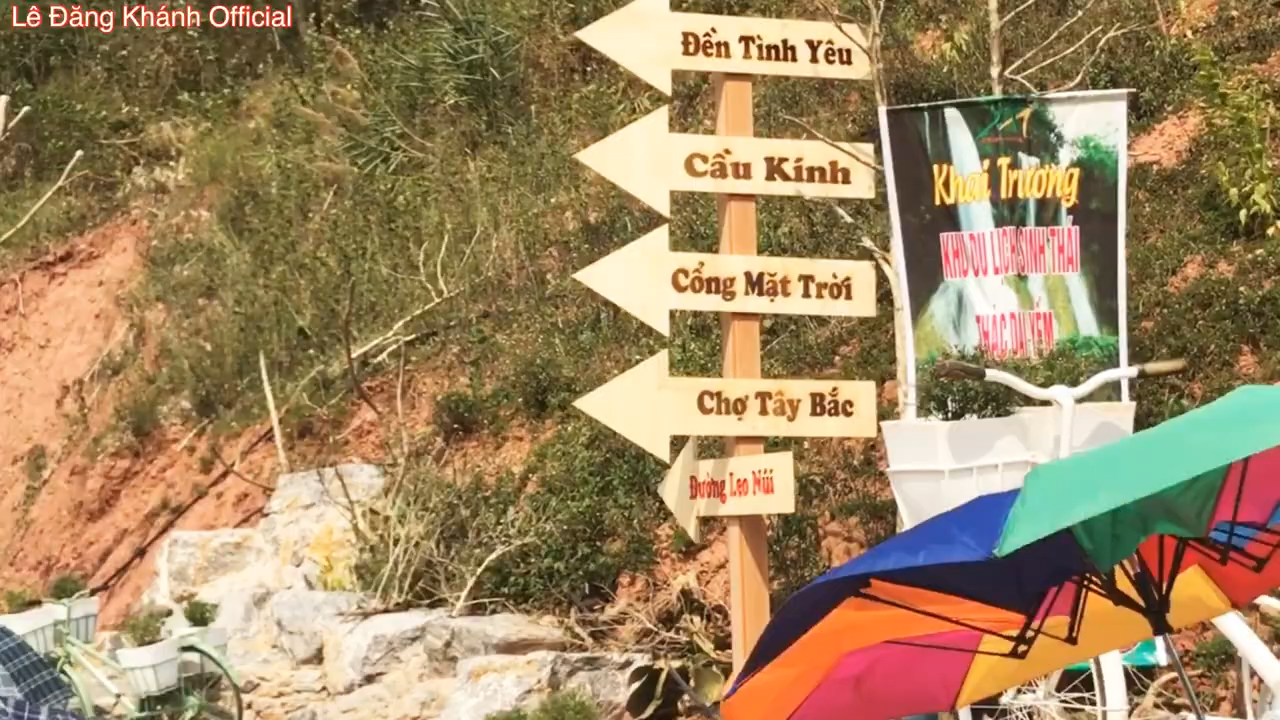 Lê Đăng Khánh Official
Đền Tình Yêu
Cầu Kính
Cổng Mặt Trời
Chợ Tây Bắc
Đường Leo Núi
Khai Trương
KHU DU LỊCH SINH THÁI
THÁC DẢI YẾM